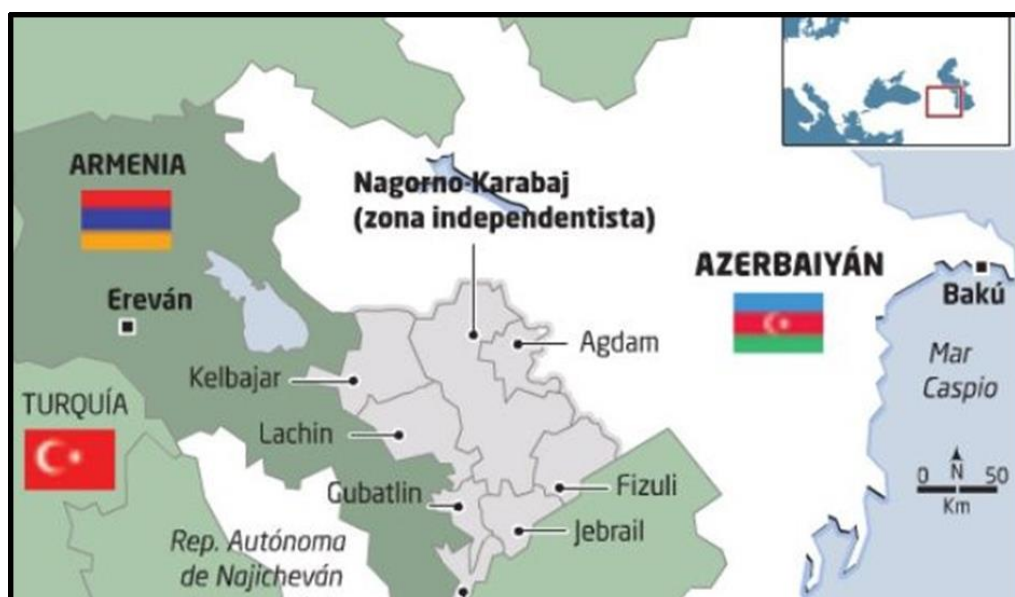 ARMENIA
Nagorno-Karabaj
(zona independentista)
AZERBAIYÁN
Ereván
Bakú
Agdam
Mar
Caspio
Kelbajar
TURQUÍA
Lachin
0 N 50
Km
Gubatlin
Fizuli
Jebrail
Rep. Autónoma
de Najicheván